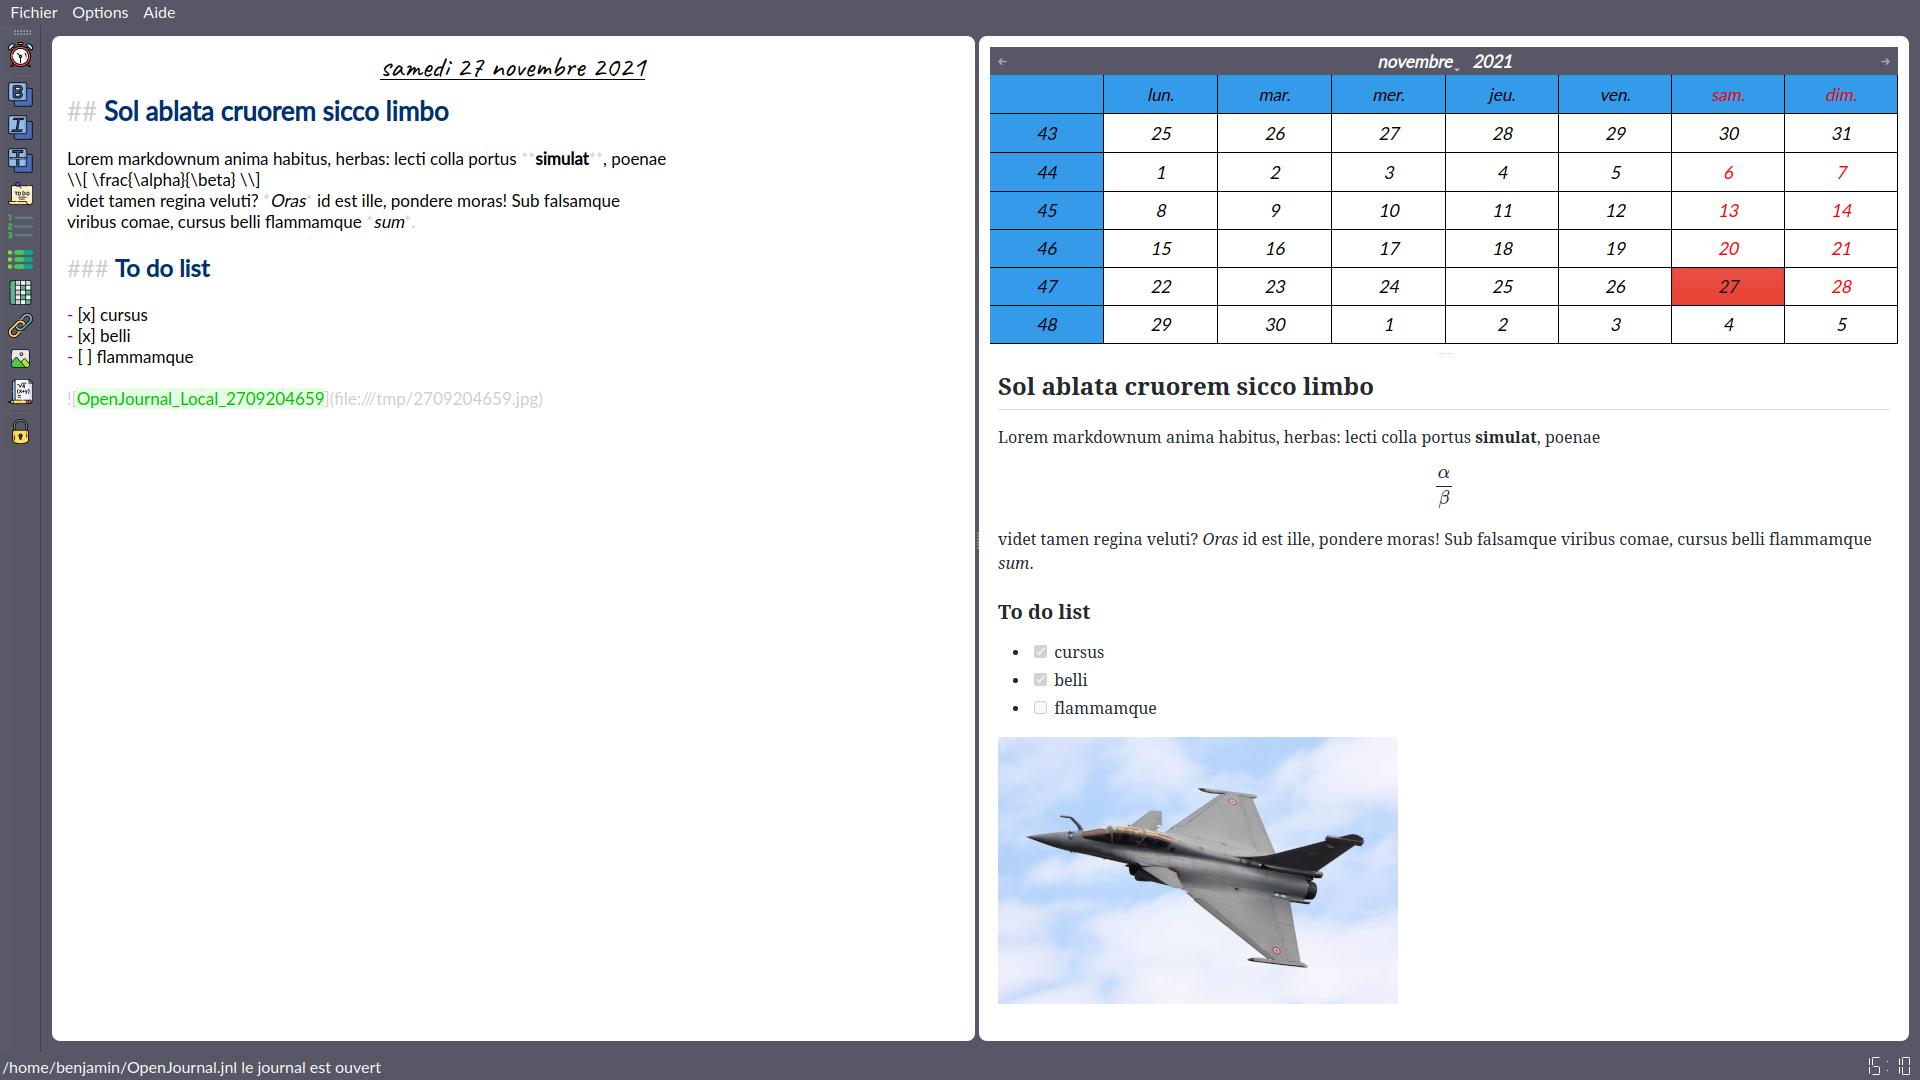 Fichier Options Aide
samedi 27 novembre 2021
## Sol ablata cruorem sicco limbo
Lorem markdownum anima habitus, herbas: lecti colla portus **simulat**, poenae
\\[ \frac{\alpha}{\beta} \\]
videt tamen regina veluti? *Oras* id est ille, pondere moras! Sub falsamque
viribus comae, cursus belli flammamque *sum*.
### To do list
- [x] cursus
- [x] belli
- [ ] flammamque
![OpenJournal_Local_2709204659](file:///tmp/2709204659.jpg)
novembre 2021
lun. mar. mer. jeu. ven. sam. dim.
43 25 26 27 28 29 30 31
44 1 2 3 4 5 6 7
45 8 9 10 11 12 13 14
46 15 16 17 18 19 20 21
47 22 23 24 25 26 27 28
48 29 30 1 2 3 4 5
Sol ablata cruorem sicco limbo
Lorem markdownum anima habitus, herbas: lecti colla portus simulat, poenae
α
β
videt tamen regina veluti? Oras id est ille, pondere moras! Sub falsamque viribus comae, cursus belli flammamque
sum.
To do list
• cursus
• belli
• flammamque
/home/benjamin/OpenJournal.jnl le journal est ouvert
15:10